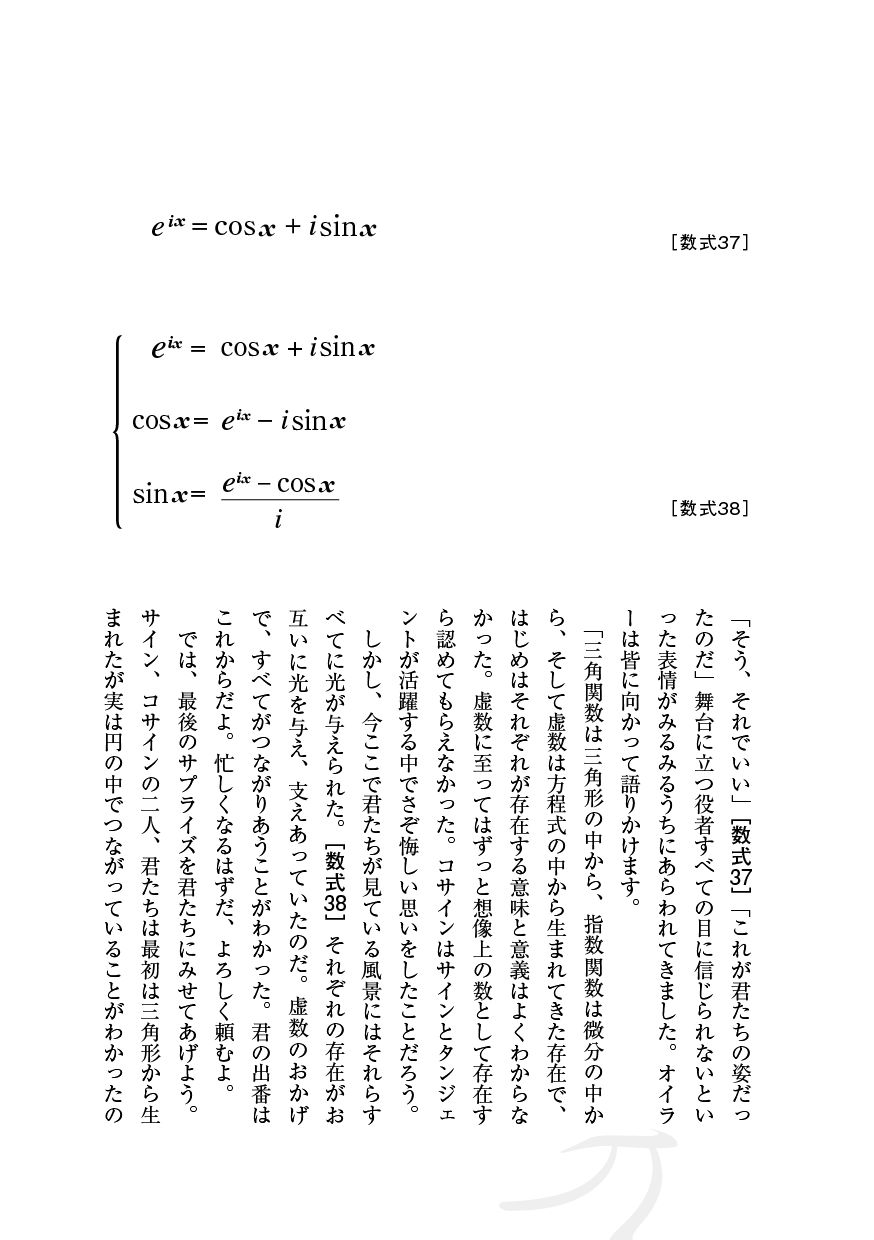 [数式37]
e^{ix} = cos x + i sin x
[数式38]
e^{ix} = cos x + i sin x
cos x = e^{ix} − i sin x
sin x = (e^{ix} − cos x) / i
「そう、それでいい」[数式37]「これが君たちの姿だっ
たのだ」舞台に立つ役者すべての目に信じられないとい
った表情がみるみるうちにあらわれてきました。オイラ
ーは皆に向かって語りかけます。
「三角関数は三角形の中から、指数関数は微分の中か
ら、そして虚数は方程式の中から生まれてきた存在で、
はじめはそれぞれが存在する意味と意義はよくわからな
かった。虚数に至ってはずっと想像上の数として存在す
ら認めてもらえなかった。コサインはサインとタンジェ
ントが活躍する中でさぞ悔しい思いをしたことだろう。
しかし、今ここで君たちが見ている風景にはそれらす
べてに光が与えられた。[数式38]それぞれの存在がお
互いに光を与え、支えあっていたのだ。虚数のおかげ
で、すべてがつながりあうことがわかった。君の出番は
これからだよ。忙しくなるはずだ、よろしく頼むよ。
では、最後のサプライズを君たちにみせてあげよう。
サイン、コサインの二人、君たちは最初は三角形から生
まれたが実は円の中でつながっていることがわかったの